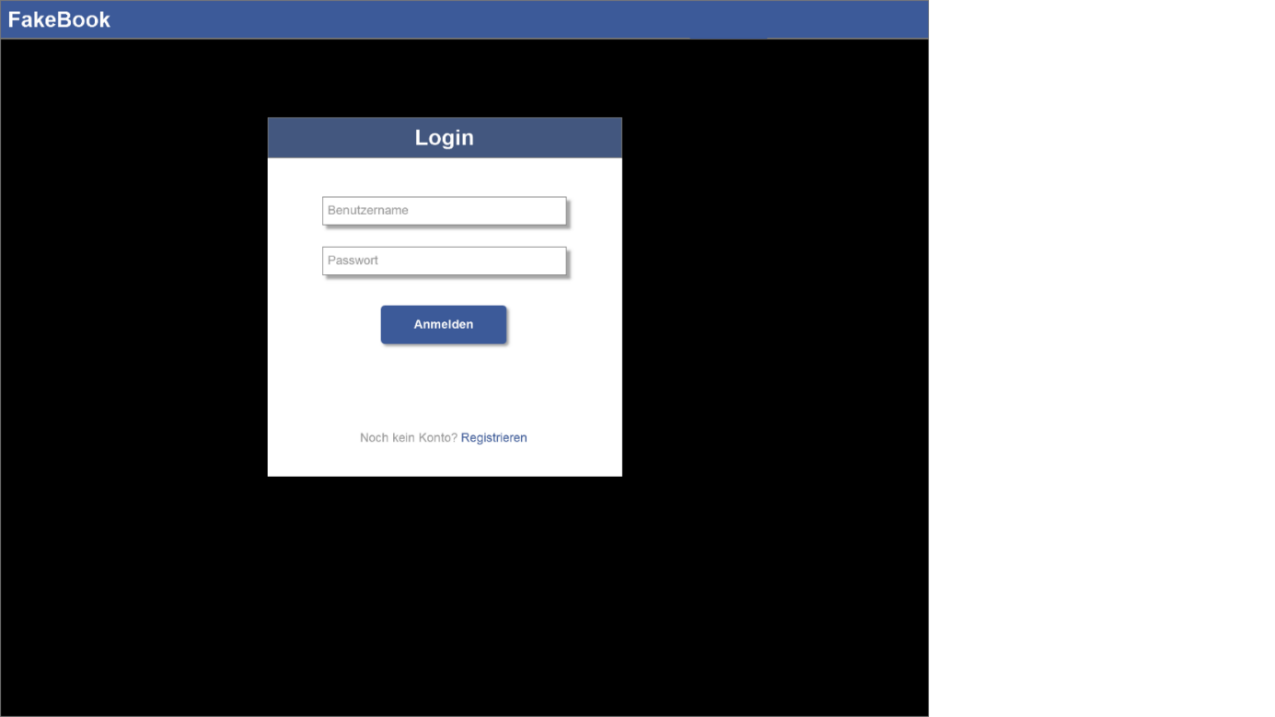 FakeBook
Login
Benutzername
Passwort
Anmelden
Noch kein Konto? Registrieren